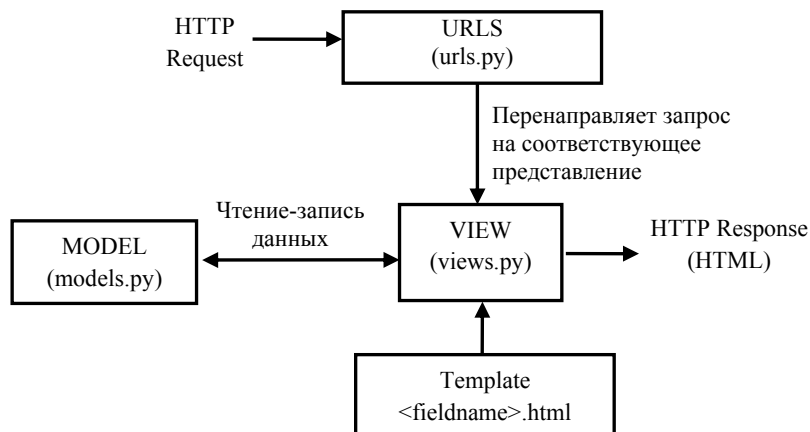 HTTP
Request
URLS
(urls.py)
Перенаправляет запрос
на соответствующее
представление
Чтение-запись
данных
MODEL
(models.py)
VIEW
(views.py)
HTTP Response
(HTML)
Template
<fieldname>.html